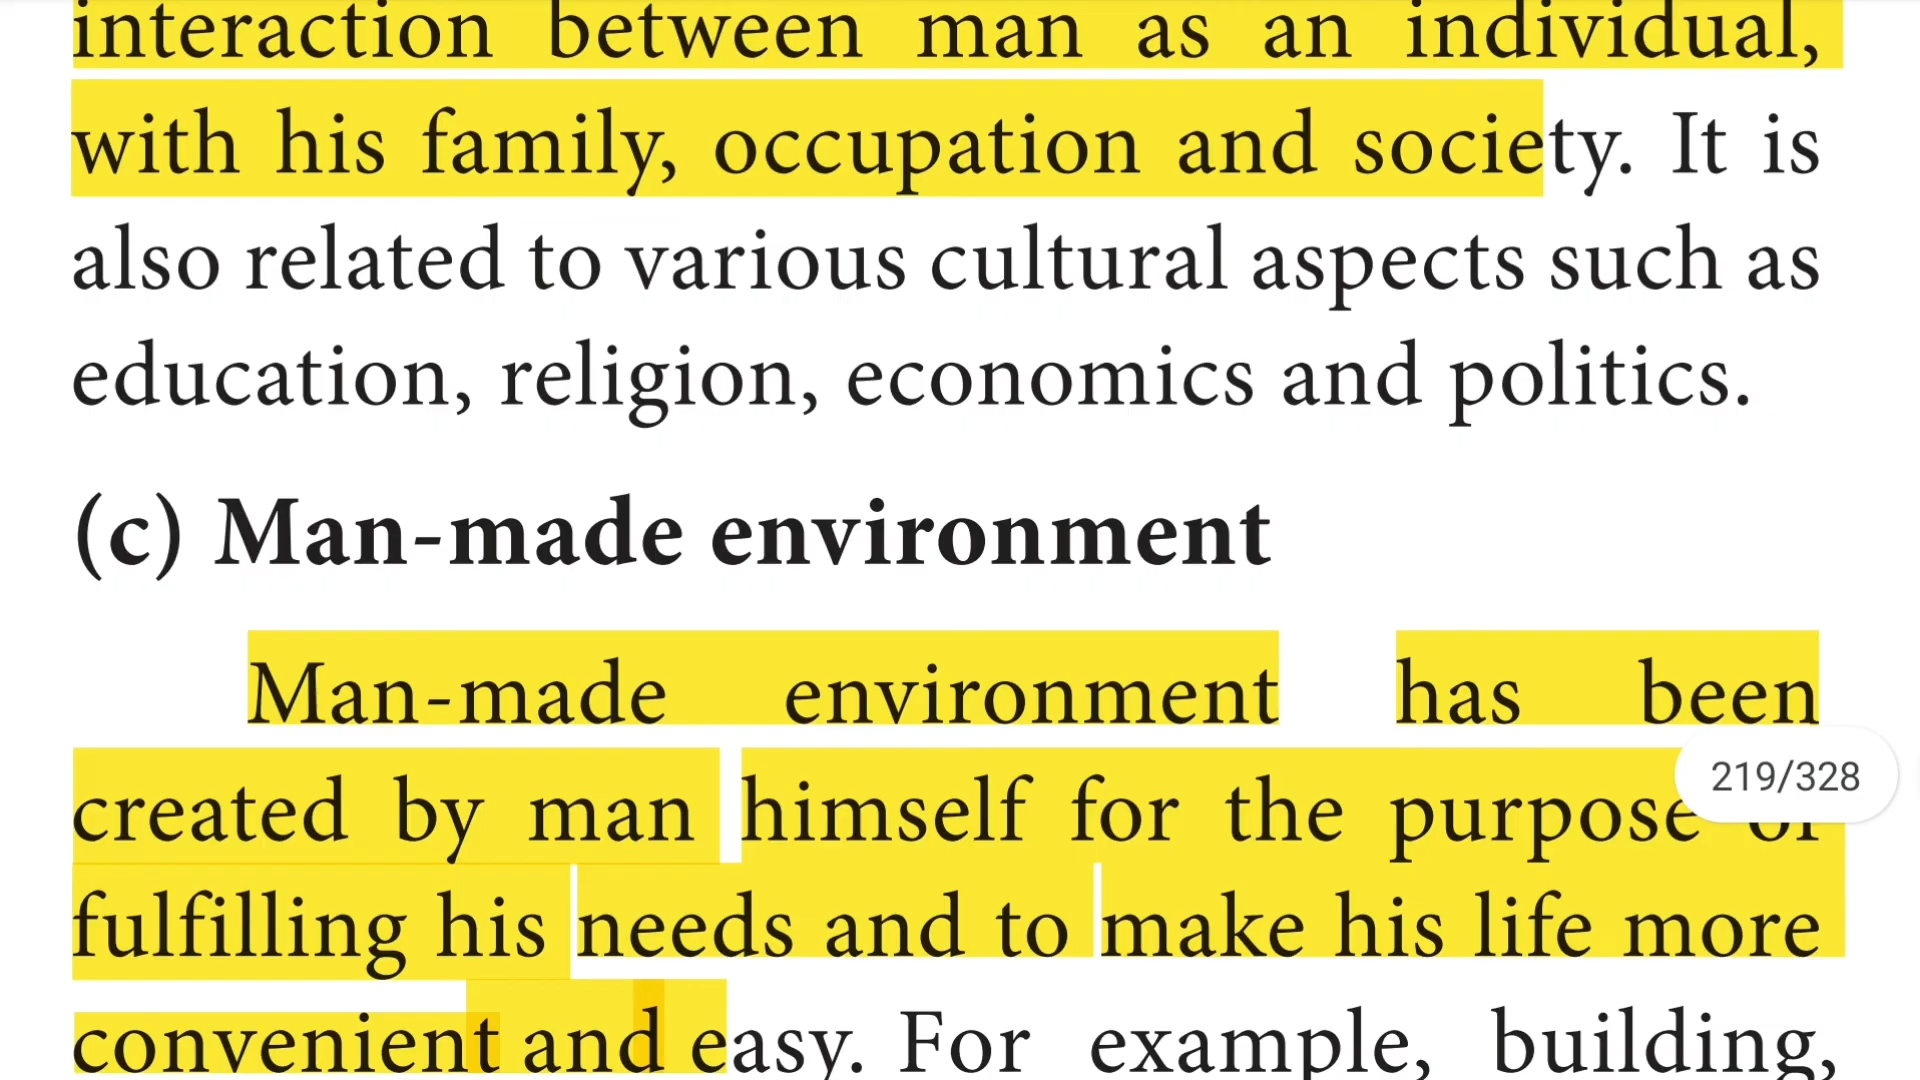 interaction between man as an individual,
with his family, occupation and society. It is
also related to various cultural aspects such as
education, religion, economics and politics.
(c) Man-made environment
Man-made environment has been
created by man himself for the purpose of
219/328
fulfilling his needs and to make his life more
convenient and easy. For example, building,